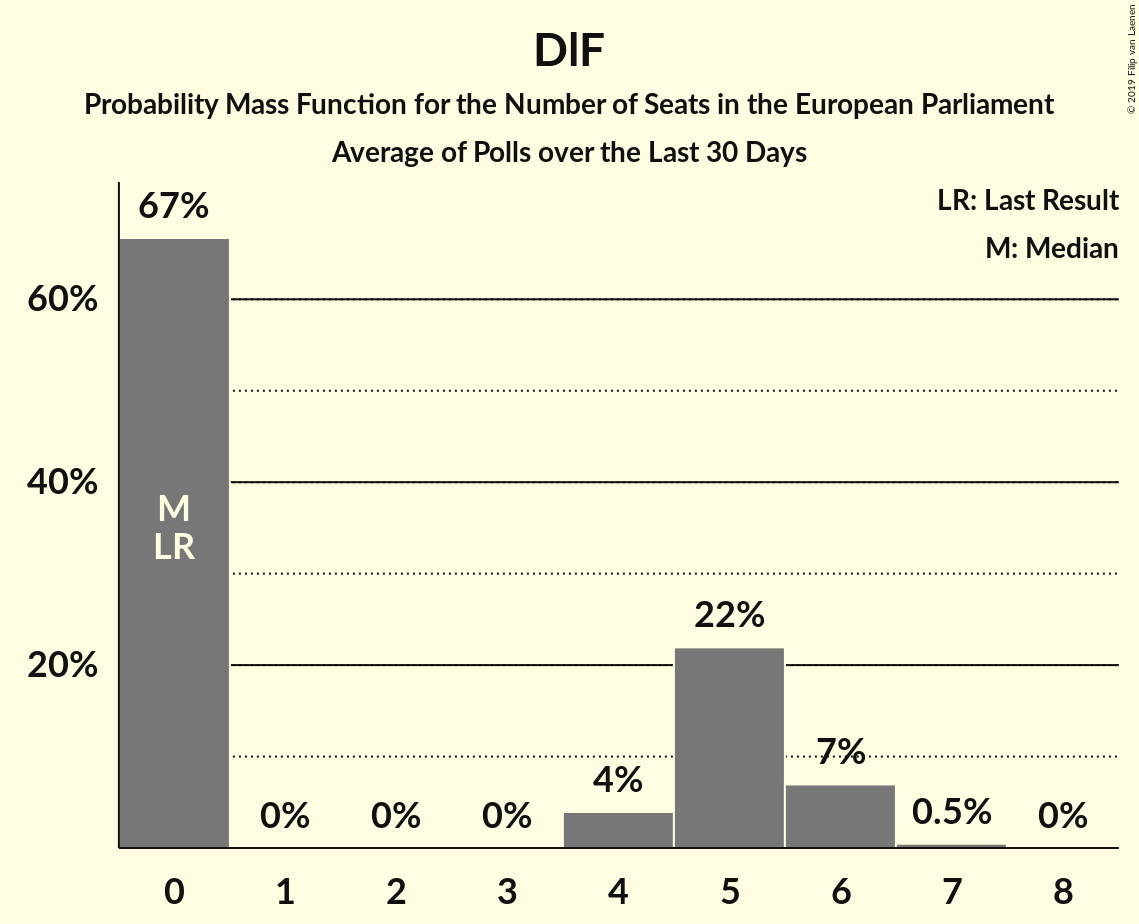 DIF
Probability Mass Function for the Number of Seats in the European Parliament
Average of Polls over the Last 30 Days
© 2019 Filip van Laenen
LR: Last Result
M: Median
67%
60%
40%
20%
M
LR
0%
0%
0%
4%
22%
7%
0.5%
0%
0 1 2 3 4 5 6 7 8